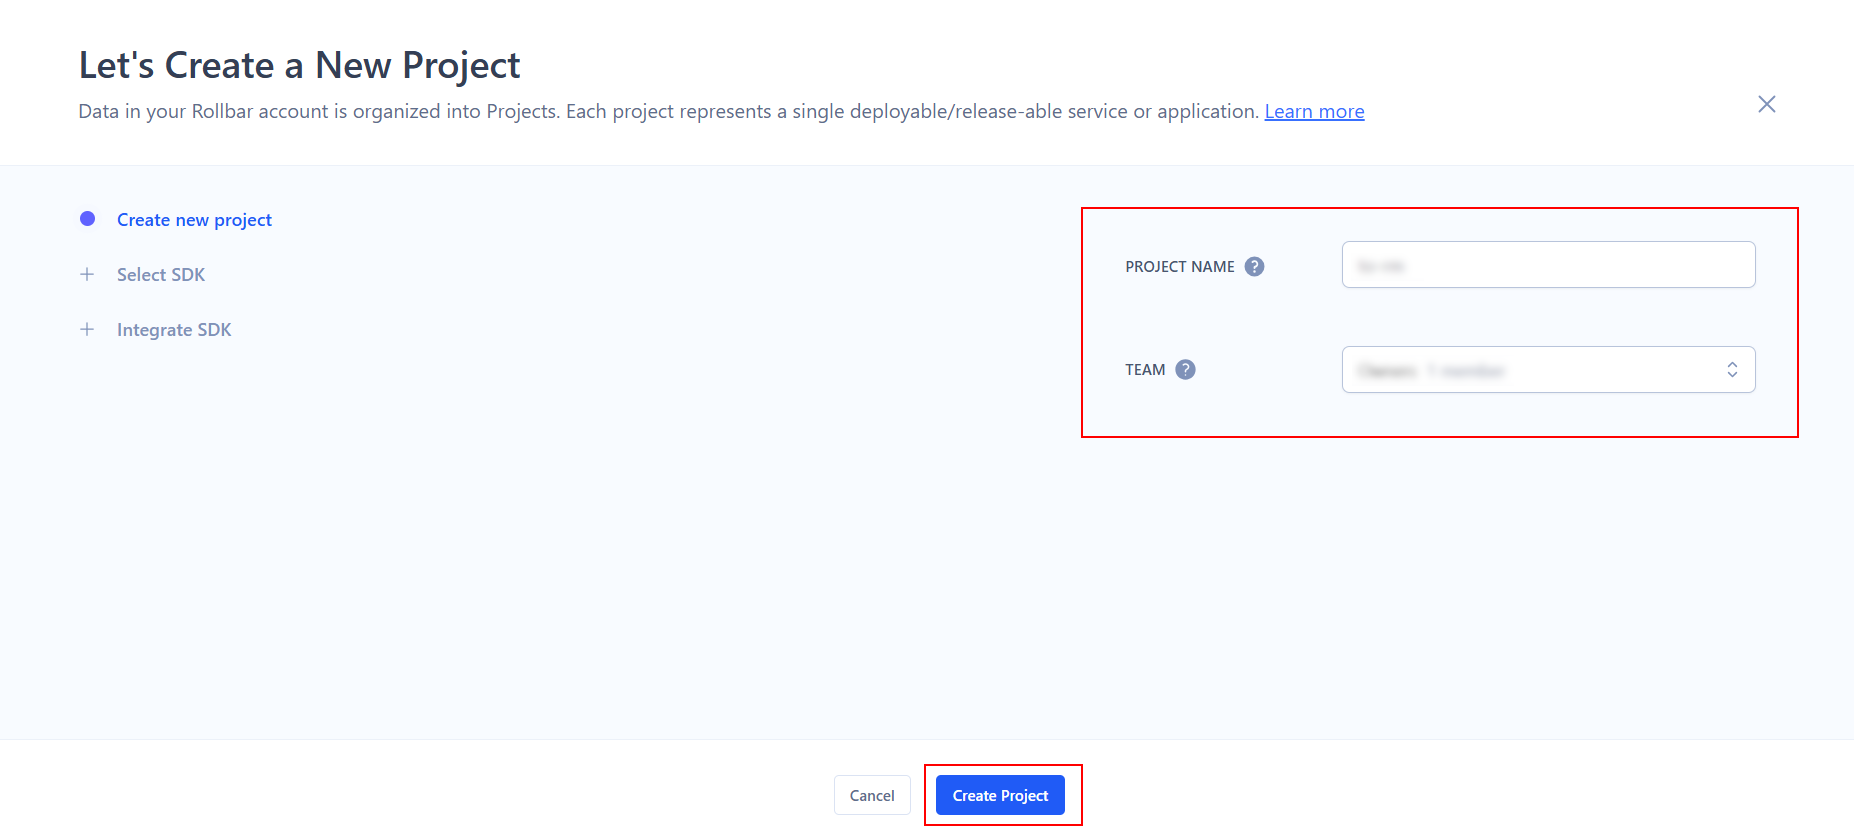 Let's Create a New Project
Data in your Rollbar account is organized into Projects. Each project represents a single deployable/release-able service or application. Learn more
Create new project
Select SDK
Integrate SDK
PROJECT NAME ?
TEAM ?
Cancel
Create Project